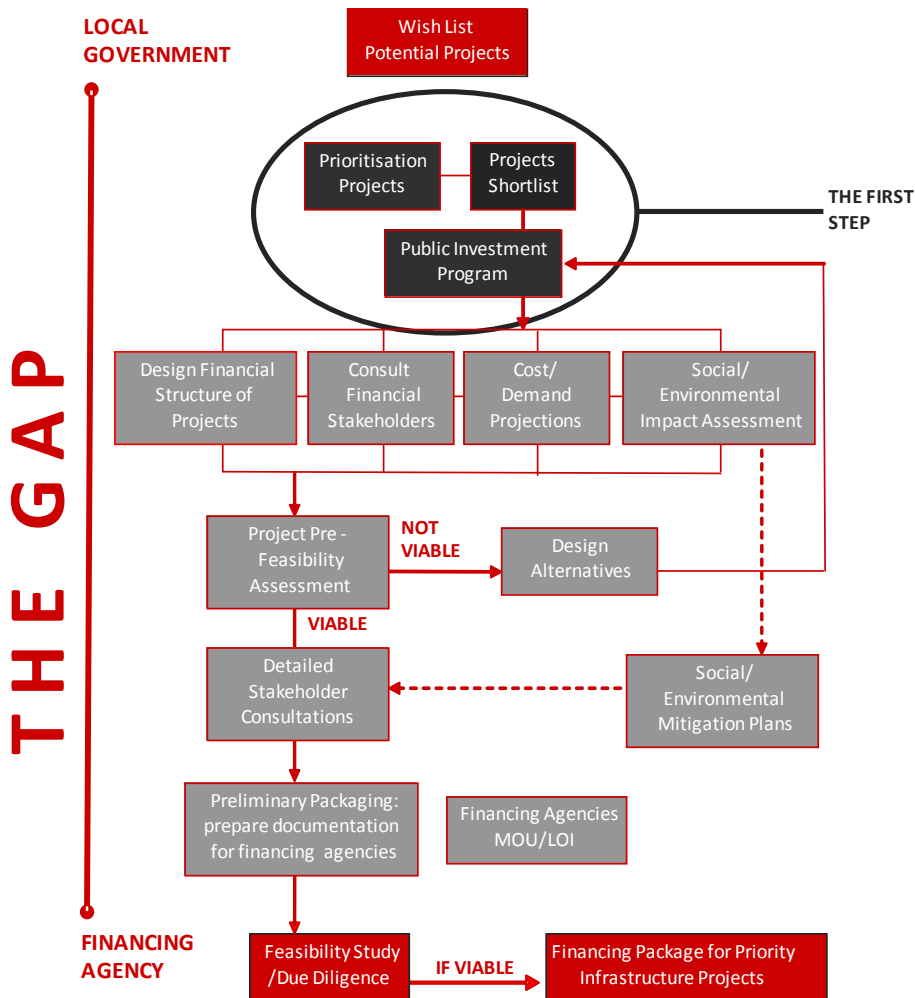 LOCAL
GOVERNMENT
Wish List
Potential Projects
Prioritisation
Projects
Projects
Shortlist
THE FIRST
STEP
Public Investment
Program
THE GAP
Design Financial
Structure of
Projects
Consult
Financial
Stakeholders
Cost/
Demand
Projections
Social/
Environmental
Impact Assessment
Project Pre -
Feasibility
Assessment
NOT
VIABLE
Design
Alternatives
VIABLE
Detailed
Stakeholder
Consultations
Social/
Environmental
Mitigation Plans
Preliminary Packaging:
prepare documentation
for financing agencies
Financing Agencies
MOU/LOI
FINANCING
AGENCY
Feasibility Study
/Due Diligence
IF VIABLE
Financing Package for Priority
Infrastructure Projects